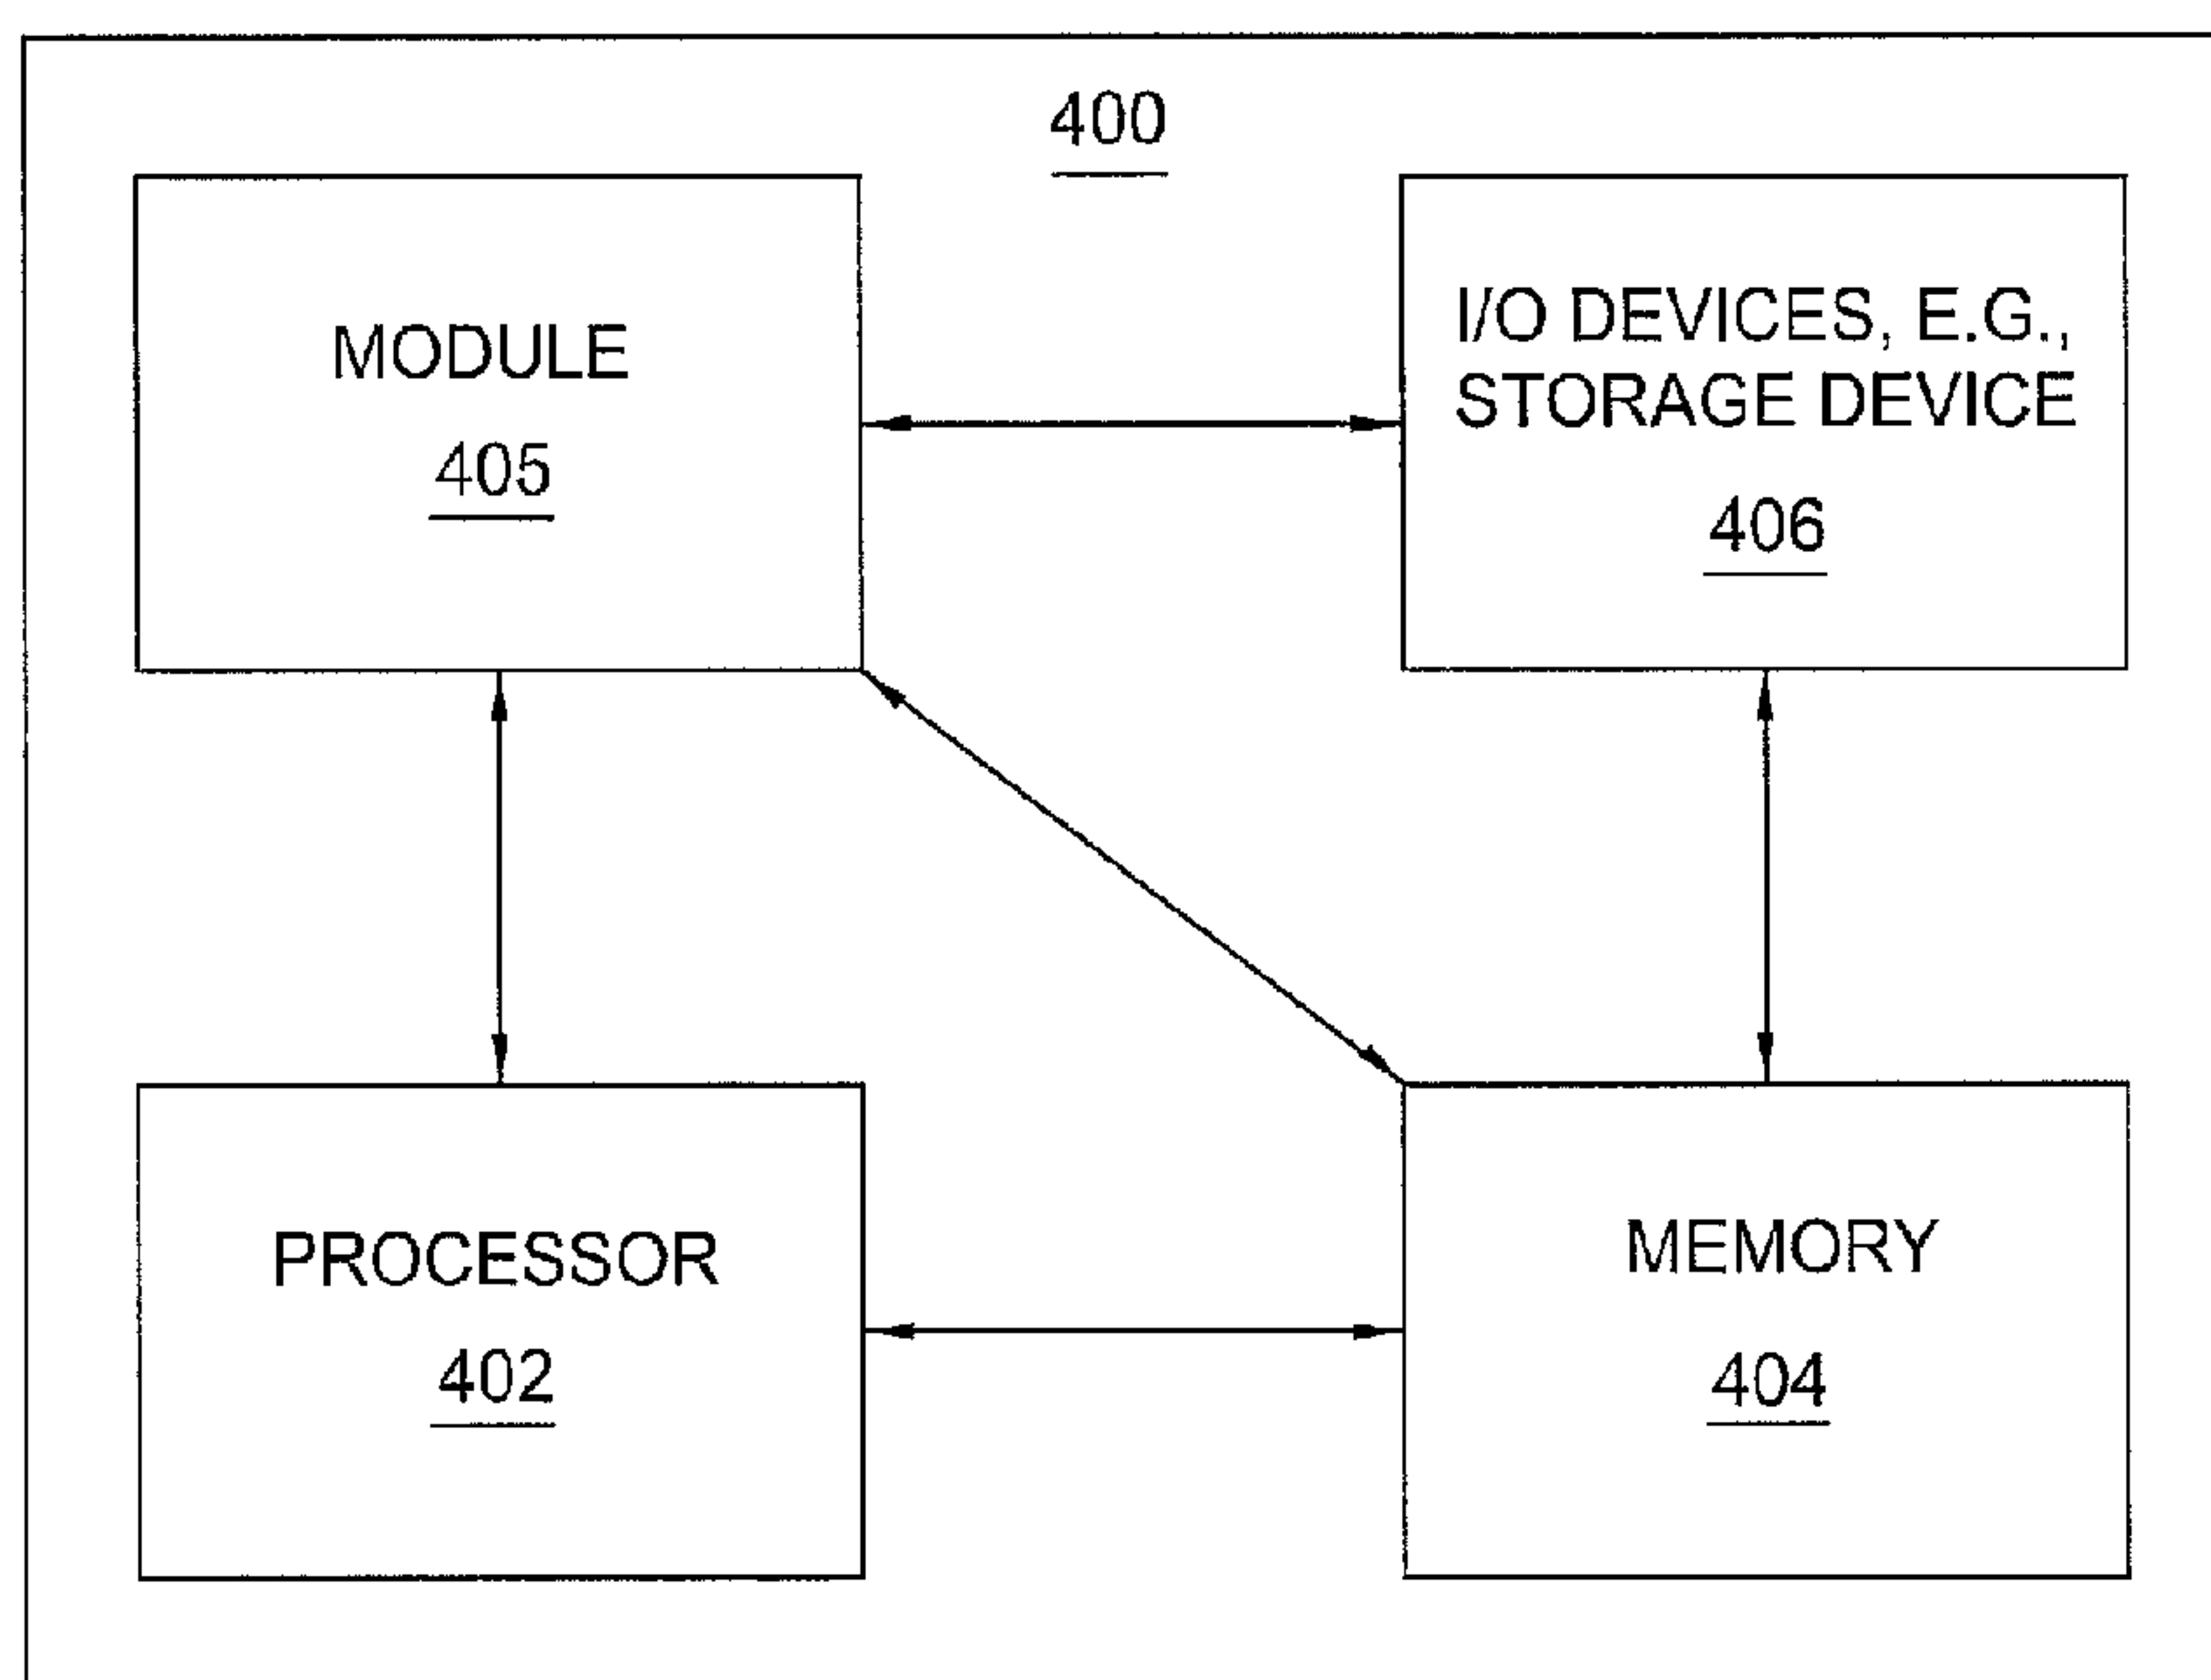 400
MODULE
405
I/O DEVICES, E.G.,
STORAGE DEVICE
406
PROCESSOR
402
MEMORY
404